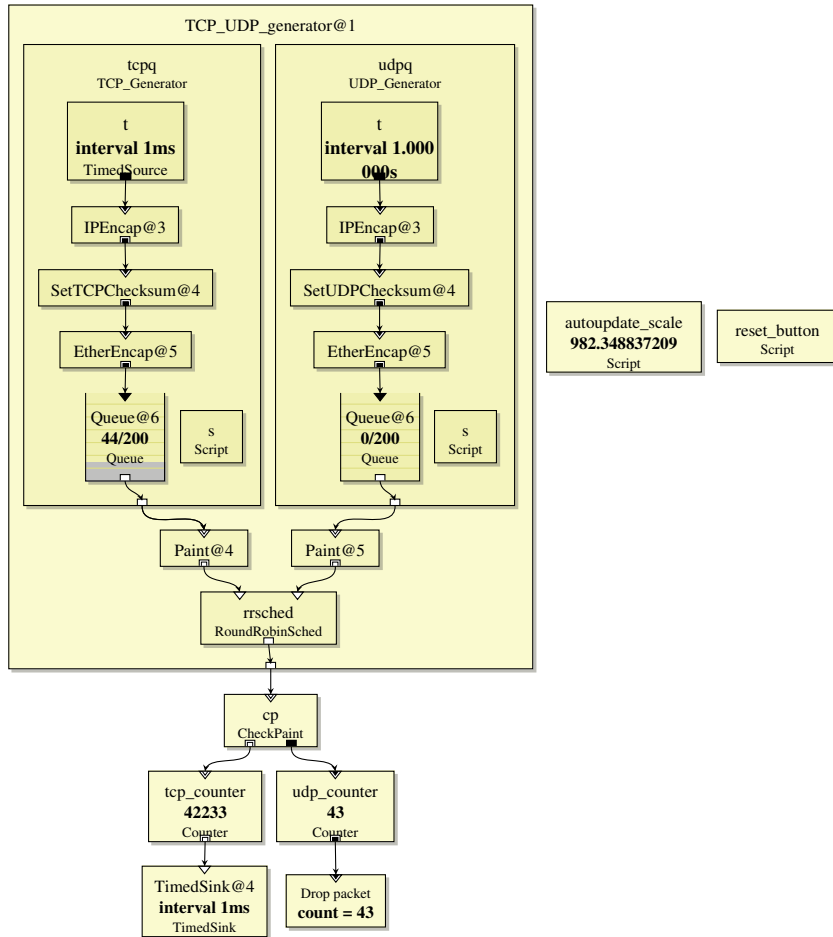 TCP_UDP_generator@1
tcpq
TCP_Generator
t
interval 1ms
TimedSource
IPEncap@3
SetTCPChecksum@4
EtherEncap@5
Queue@6
44/200
Queue
s
Script
udpq
UDP_Generator
t
interval 1.000
000s
IPEncap@3
SetUDPChecksum@4
EtherEncap@5
Queue@6
0/200
Queue
s
Script
Paint@4
Paint@5
rrsched
RoundRobinSched
autoupdate_scale
982.348837209
Script
reset_button
Script
cp
CheckPaint
tcp_counter
42233
Counter
udp_counter
43
Counter
TimedSink@4
interval 1ms
TimedSink
Drop packet
count = 43